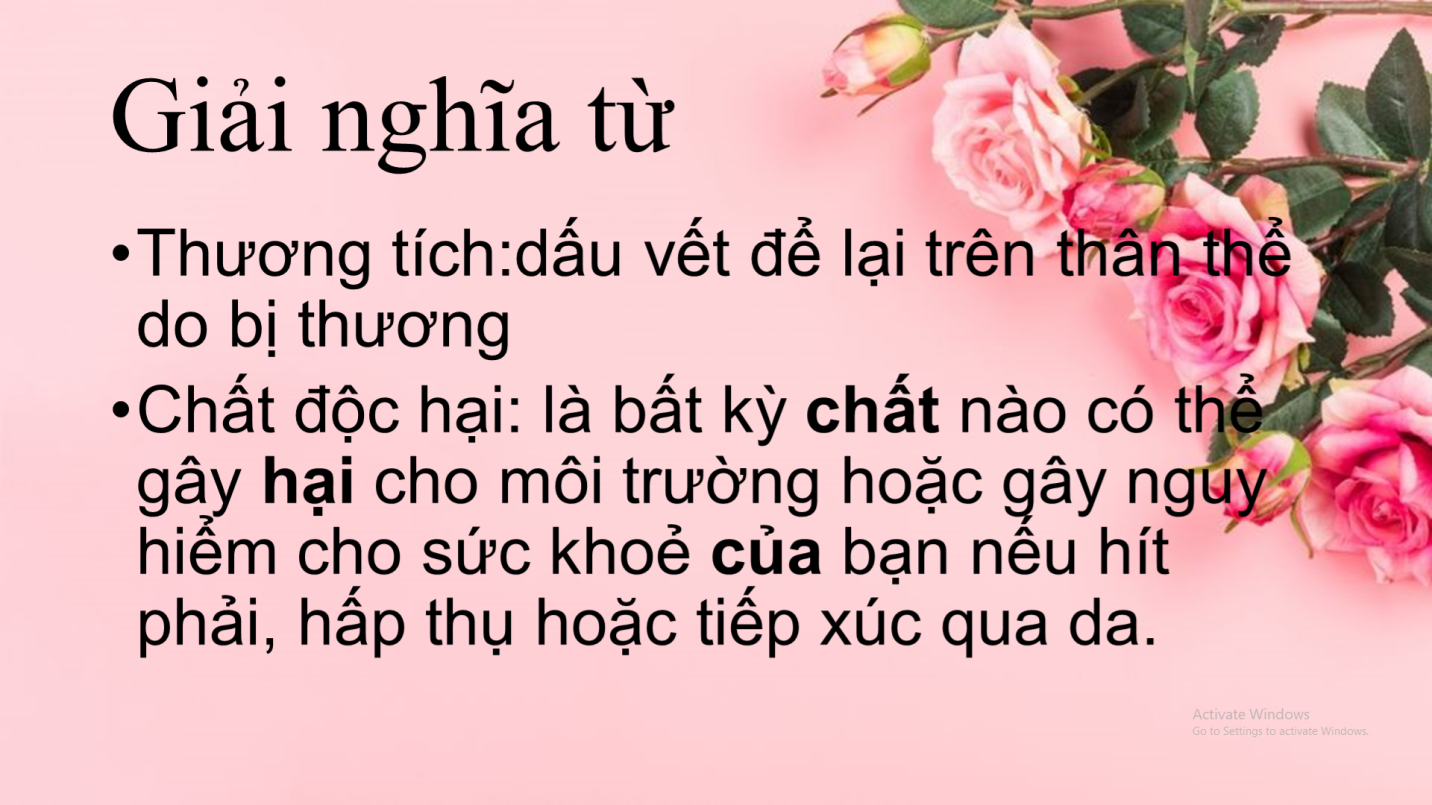 Giải nghĩa từ
•Thương tích:dấu vết để lại trên thân thể
do bị thương
•Chất độc hại: là bất kỳ chất nào có thể
gây hại cho môi trường hoặc gây nguy
hiểm cho sức khoẻ của bạn nếu hít
phải, hấp thụ hoặc tiếp xúc qua da.
Activate Windows
Go to Settings to activate Windows.